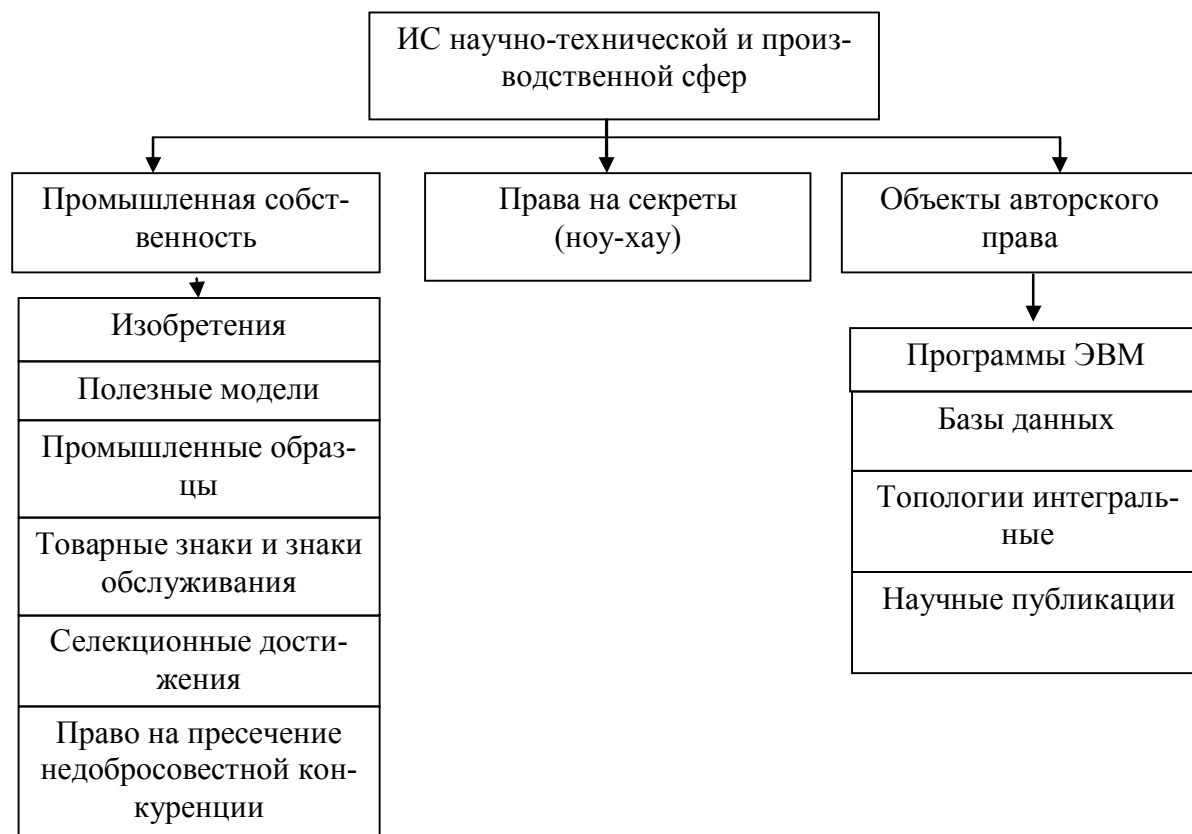 ИС научно-технической и произ-
водственной сфер
Промышленная собст-
венность
Права на секреты
(ноу-хау)
Объекты авторского
права
Изобретения
Полезные модели
Промышленные образ-
цы
Товарные знаки и знаки
обслуживания
Селекционные дости-
жения
Право на пресечение
недобросовестной кон-
куренции
Программы ЭВМ
Базы данных
Топологии интеграль-
ные
Научные публикации